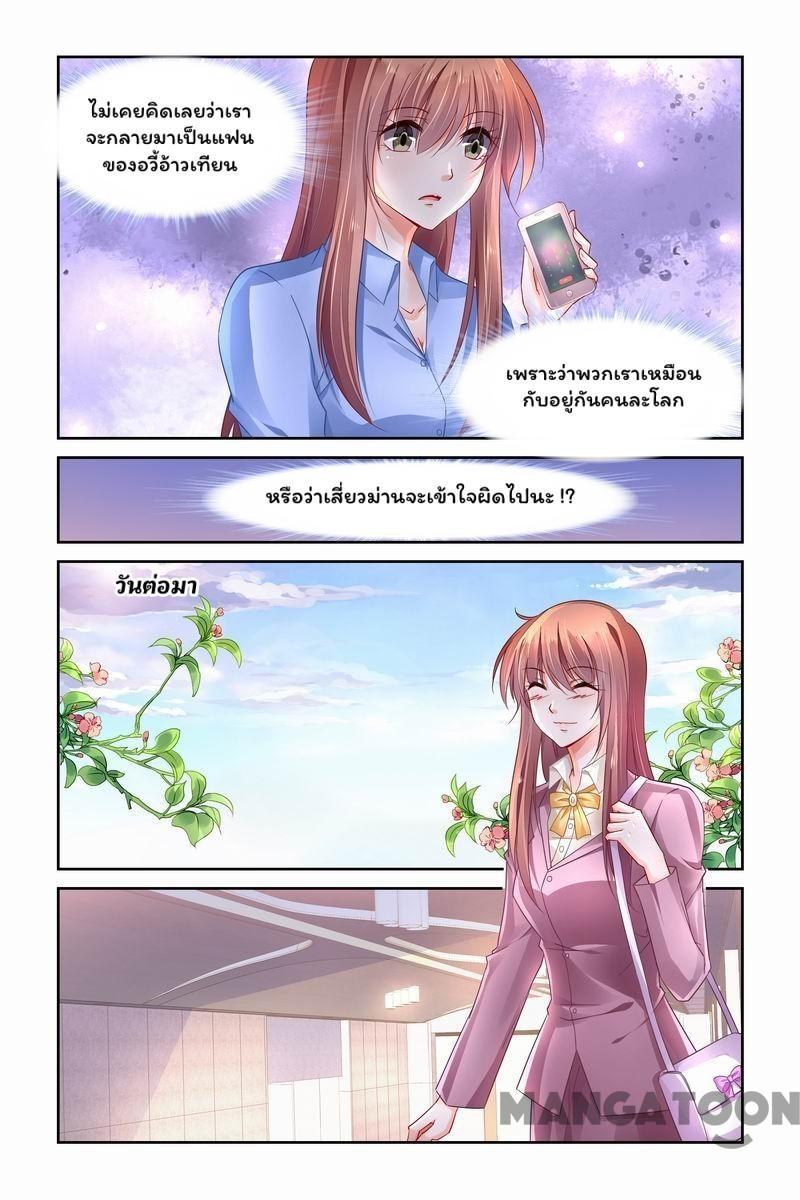 ไม่เคยคิดเลยว่าเรา
จะกลายมาเป็นแฟน
ของอวี้อ้าวเทียน
เพราะว่าพวกเราเหมือน
กับอยู่กันคนละโลก
หรือว่าเสี่ยวม่านจะเข้าใจผิดไปนะ !?
วันต่อมา
MANGATOON